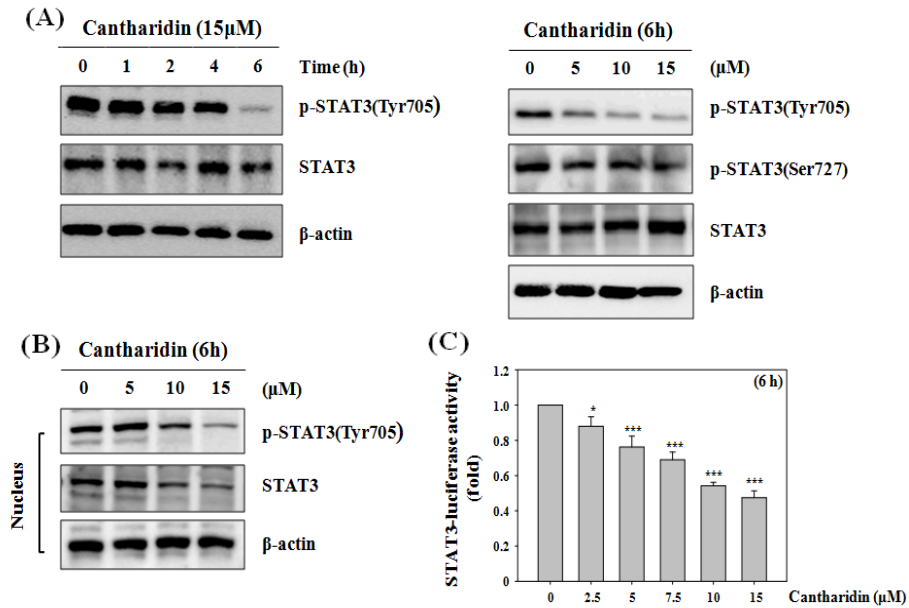 (A)
Cantharidin (15µM)
0 1 2 4 6 Time (h)
p-STAT3(Tyr705)
STAT3
β-actin
Cantharidin (6h)
0 5 10 15 (µM)
p-STAT3(Tyr705)
p-STAT3(Ser727)
STAT3
β-actin
(B)
Cantharidin (6h)
0 5 10 15 (µM)
Nucleus
p-STAT3(Tyr705)
STAT3
β-actin
(C)
STAT3-luciferase activity
(fold)
(6 h)
1.2
1.0
0.8
0.6
0.4
0.2
0
* *** *** *** ***
0 2.5 5 7.5 10 15 Cantharidin (µM)